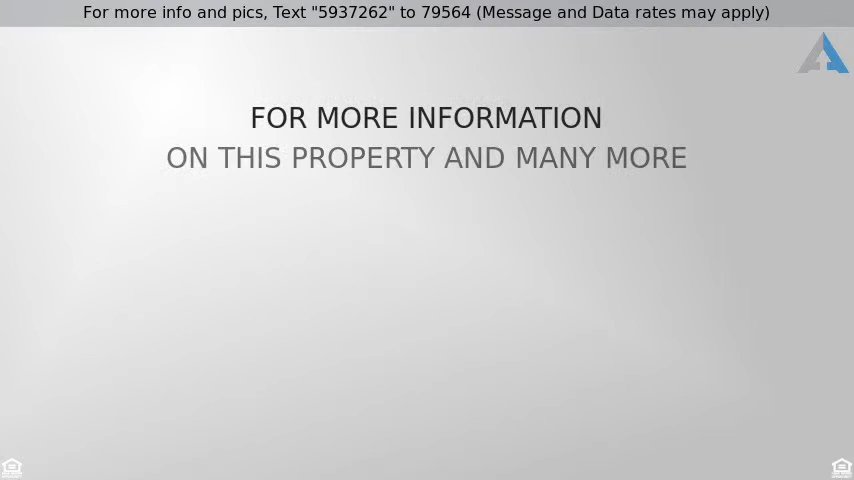 For more info and pics, Text "5937262" to 79564 (Message and Data rates may apply)
FOR MORE INFORMATION
ON THIS PROPERTY AND MANY MORE